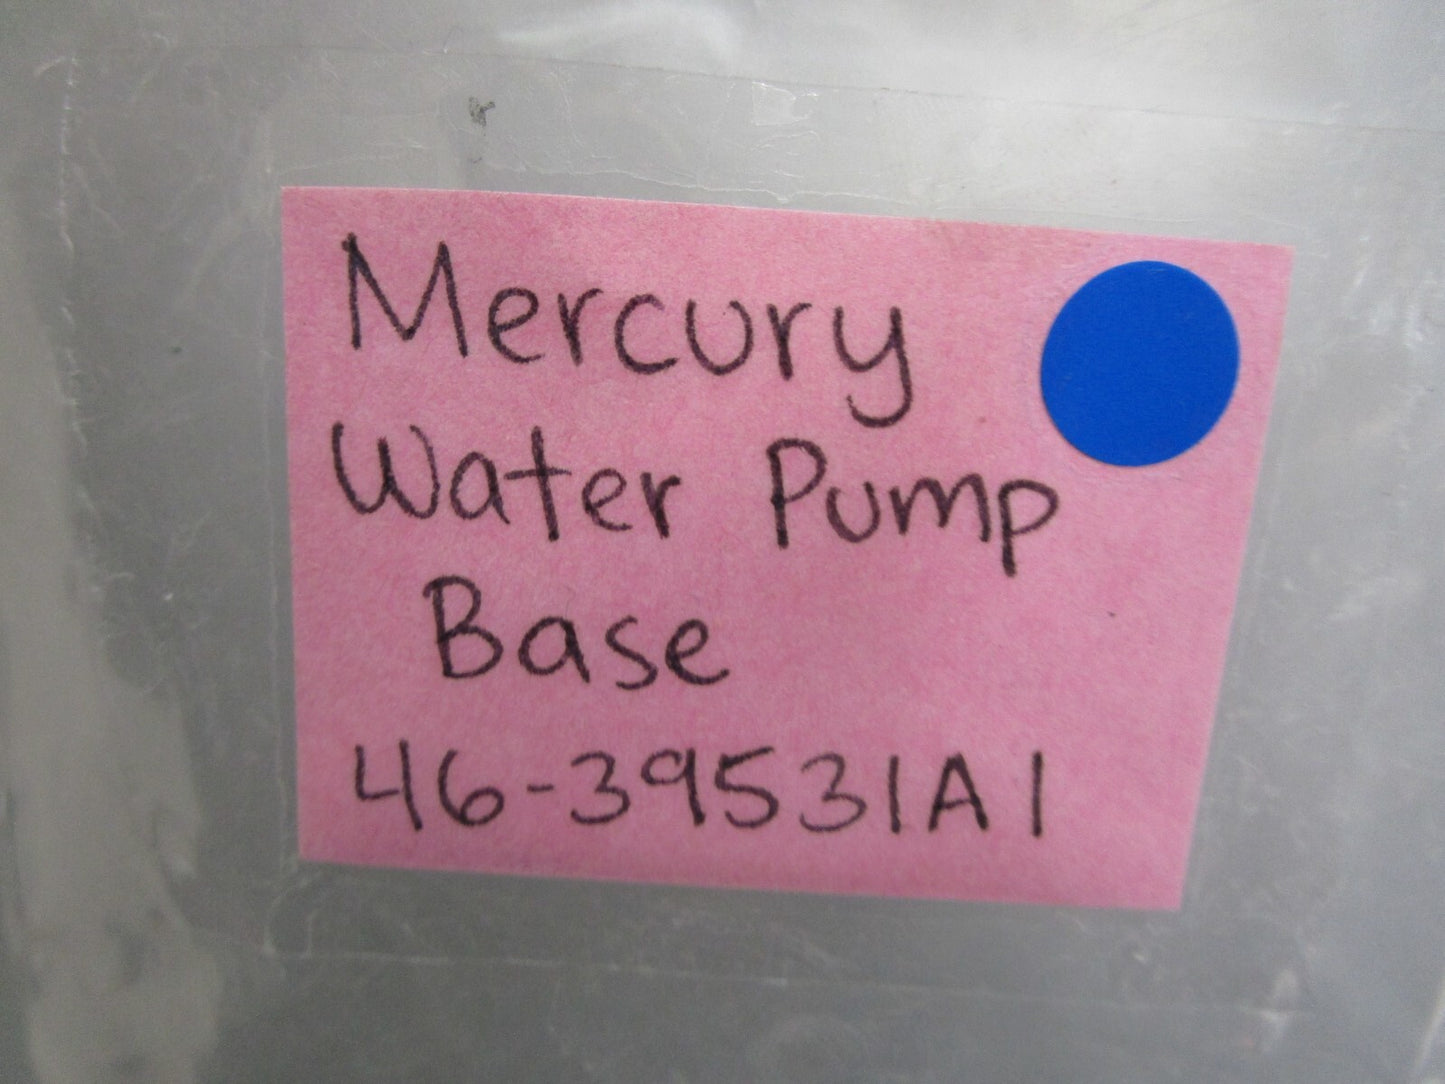 Mercury
Water Pump
Base
46-39531A1